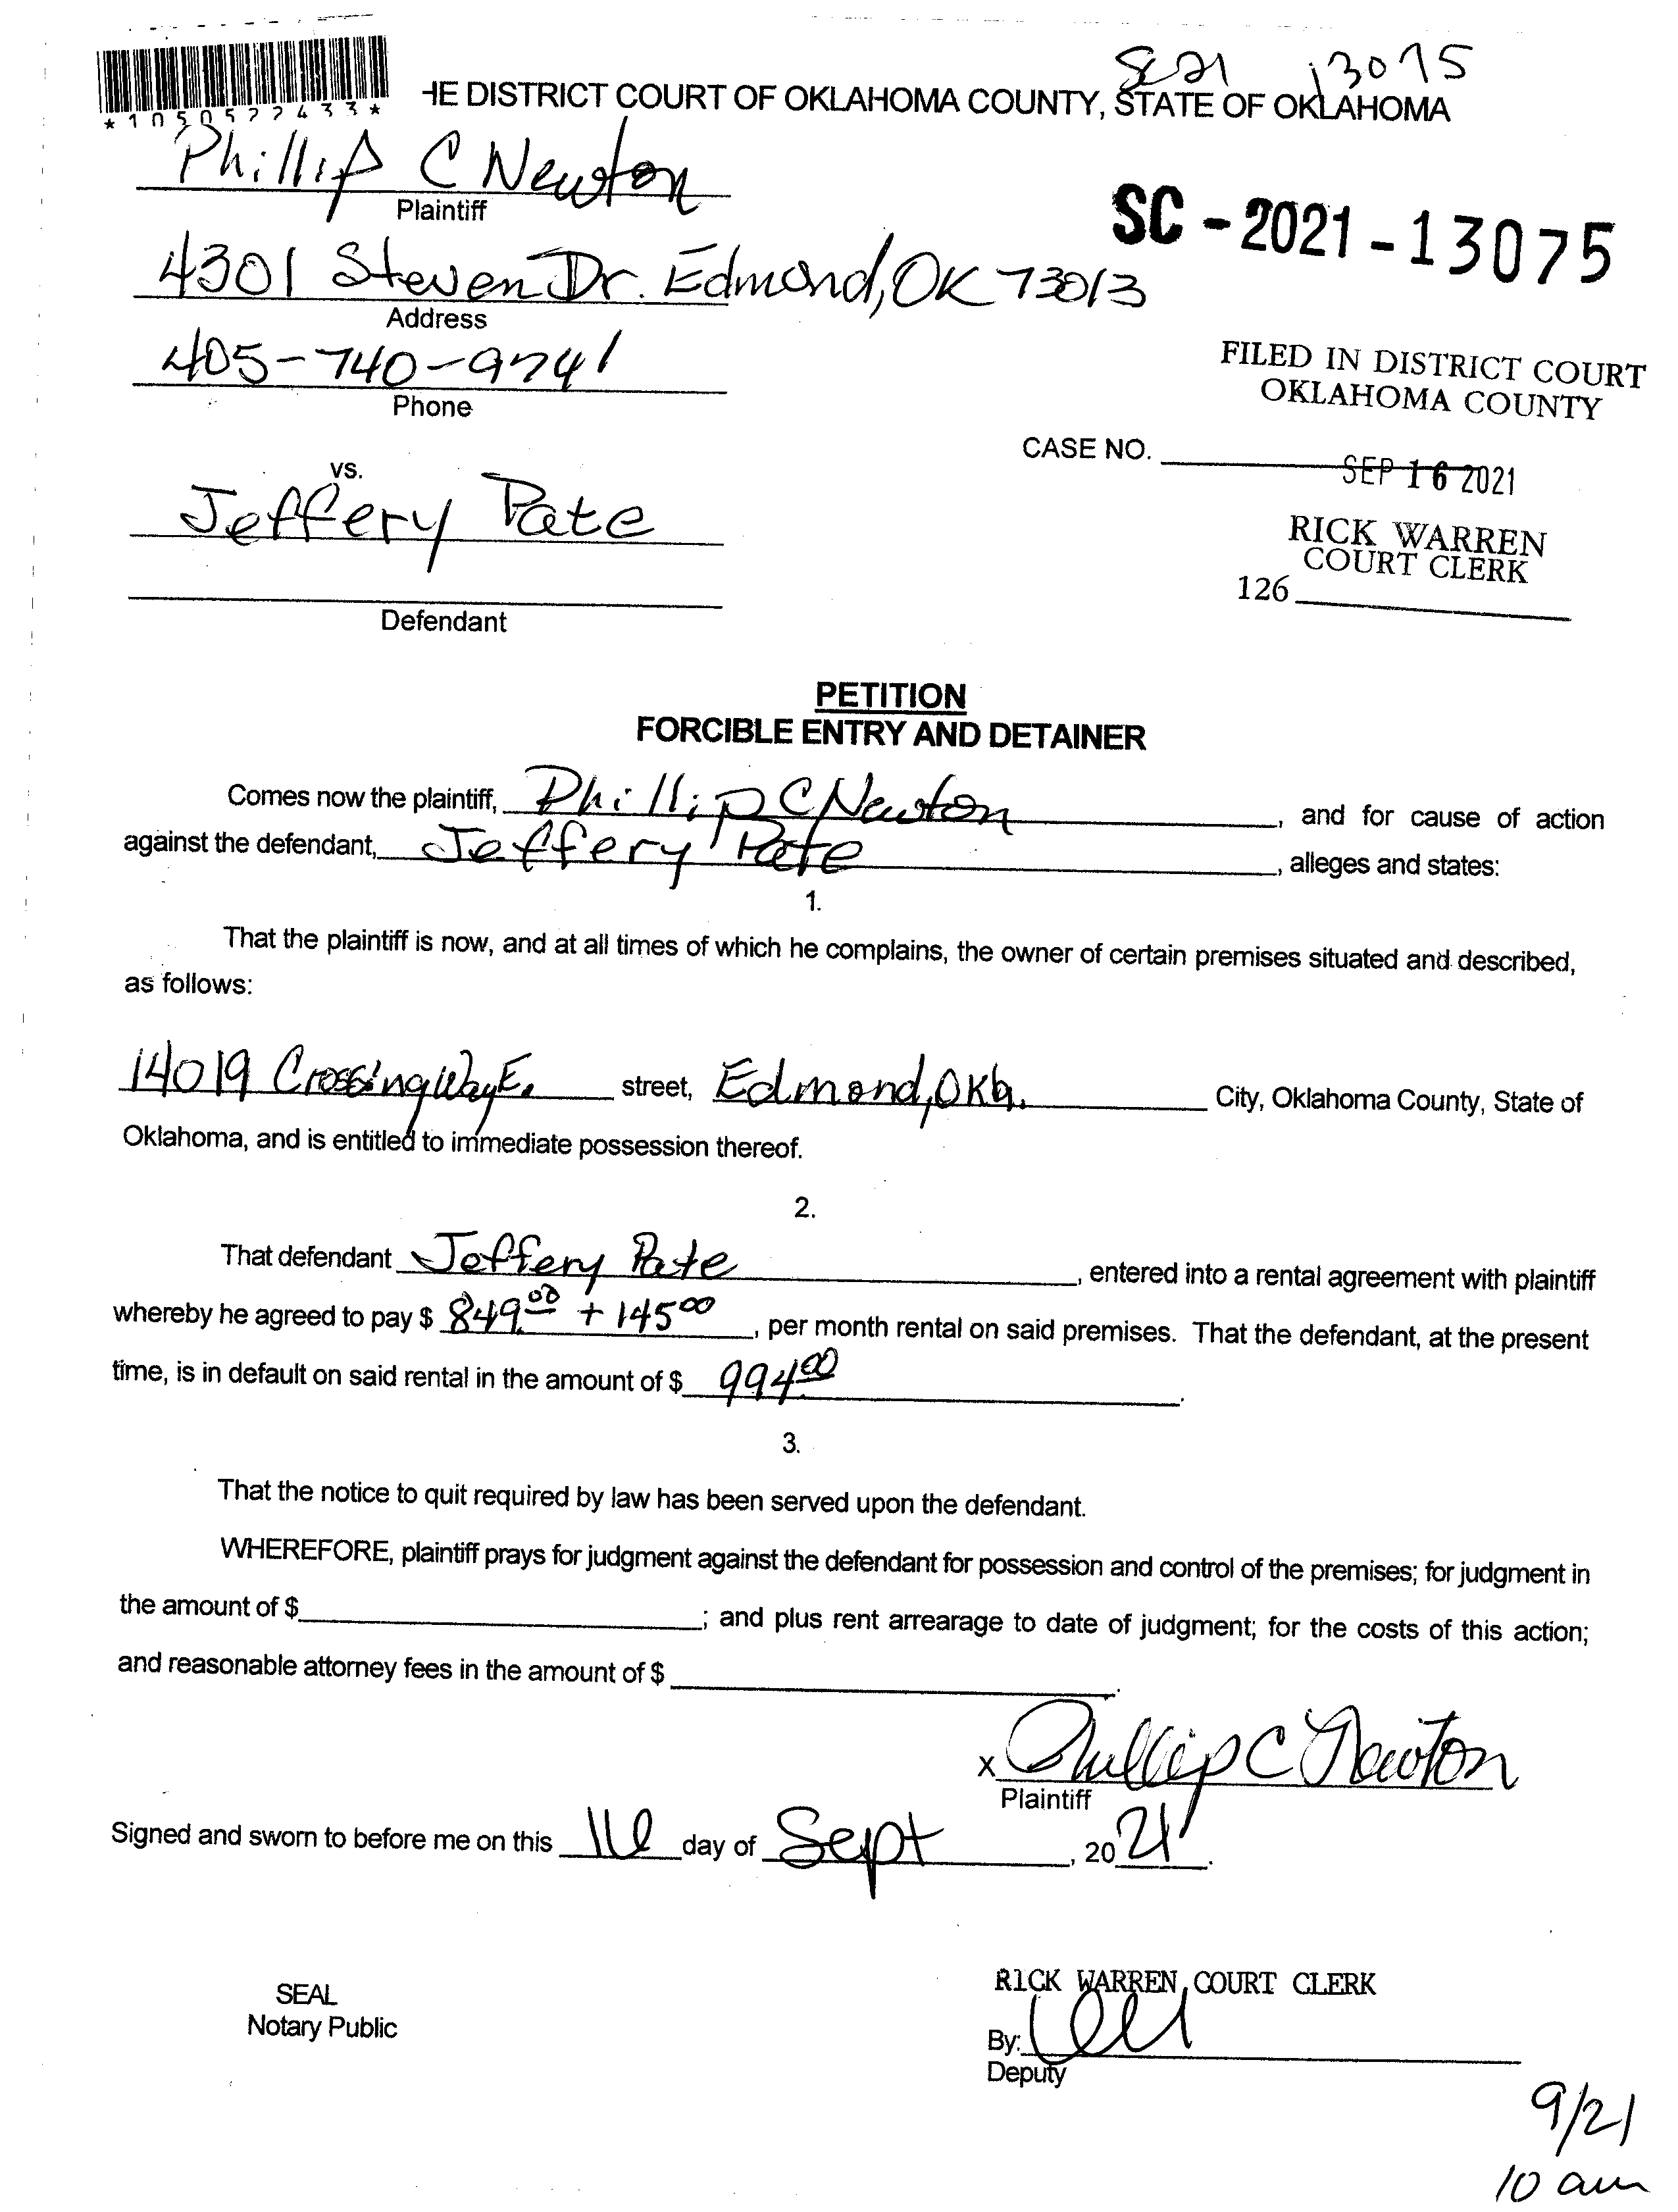 SC 21 13075
*1050522433*
HE DISTRICT COURT OF OKLAHOMA COUNTY, STATE OF OKLAHOMA
Phillip C Newton
Plaintiff
SC - 2021 - 13075
4301 Steven Dr. Edmond, OK 73013
Address
405-740-9741
Phone
FILED IN DISTRICT COURT
OKLAHOMA COUNTY
CASE NO.
SEP 16 2021
vs.
Jeffery Pate
RICK WARREN
COURT CLERK
126
Defendant
PETITION
FORCIBLE ENTRY AND DETAINER
Comes now the plaintiff, Phillip C Newton, and for cause of action
against the defendant, Jeffery Pate, alleges and states:
1.
That the plaintiff is now, and at all times of which he complains, the owner of certain premises situated and described,
as follows:
14019 Crossing Way E. street, Edmond, Okla. City, Oklahoma County, State of
Oklahoma, and is entitled to immediate possession thereof.
2.
That defendant Jeffery Pate, entered into a rental agreement with plaintiff
whereby he agreed to pay $ 849.00 + 145 00, per month rental on said premises. That the defendant, at the present
time, is in default on said rental in the amount of $ 994.00.
3.
That the notice to quit required by law has been served upon the defendant.
WHEREFORE, plaintiff prays for judgment against the defendant for possession and control of the premises; for judgment in
the amount of $ ; and plus rent arrearage to date of judgment; for the costs of this action;
and reasonable attorney fees in the amount of $ .
x Phillip C Newton
Plaintiff
Signed and sworn to before me on this 16 day of Sept, 20 21.
SEAL
Notary Public
RICK WARREN, COURT CLERK
By:
Deputy
9/21
10 am